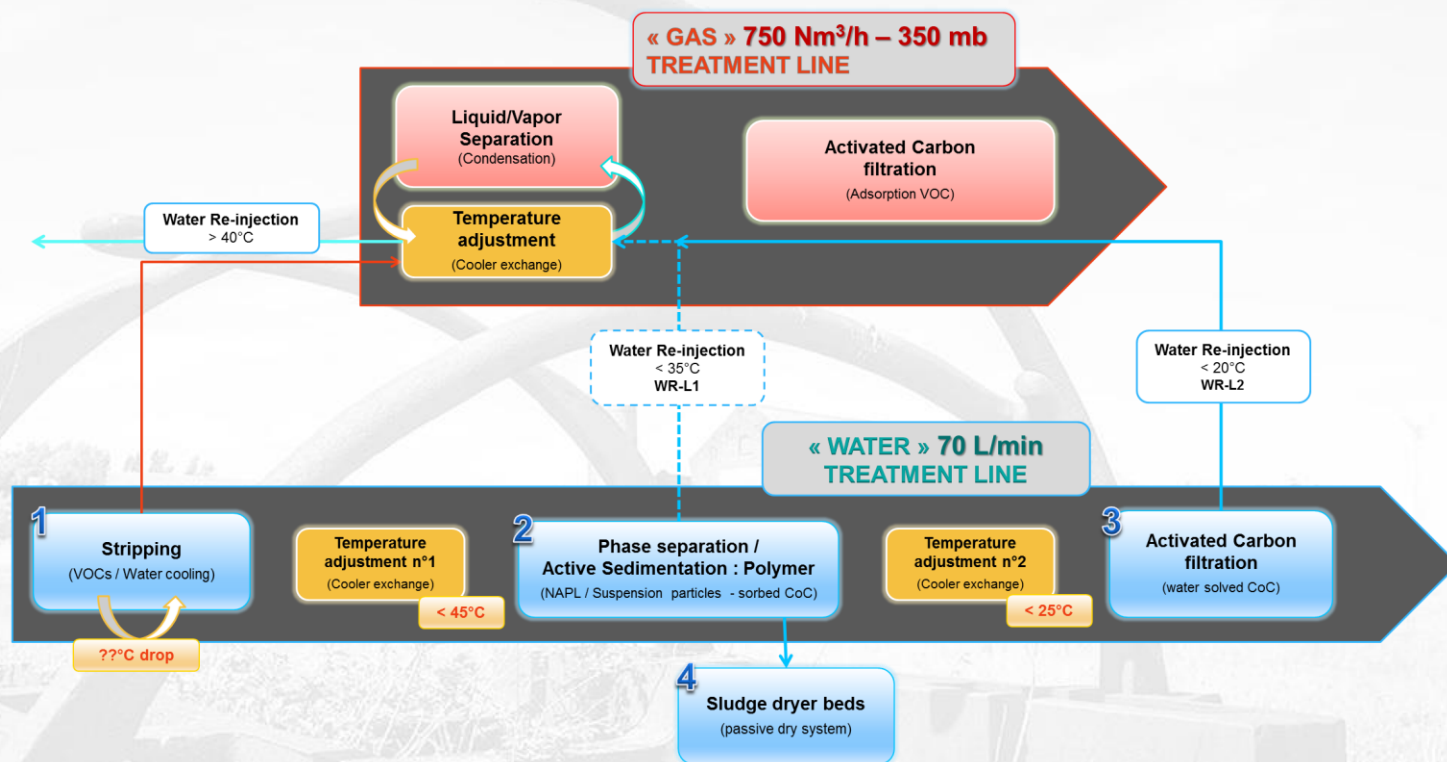 « GAS » 750 Nm³/h – 350 mb
TREATMENT LINE
Liquid/Vapor
Separation
(Condensation)
Activated Carbon
filtration
(Adsorption VOC)
Temperature
adjustment
(Cooler exchange)
Water Re-injection
> 40°C
Water Re-injection
< 35°C
WR-L1
Water Re-injection
< 20°C
WR-L2
« WATER » 70 L/min
TREATMENT LINE
1
Stripping
(VOCs / Water cooling)
??°C drop
Temperature
adjustment n°1
(Cooler exchange)
< 45°C
2
Phase separation /
Active Sedimentation : Polymer
(NAPL / Suspension particles - sorbed CoC)
Temperature
adjustment n°2
(Cooler exchange)
< 25°C
3
Activated Carbon
filtration
(water solved CoC)
4
Sludge dryer beds
(passive dry system)